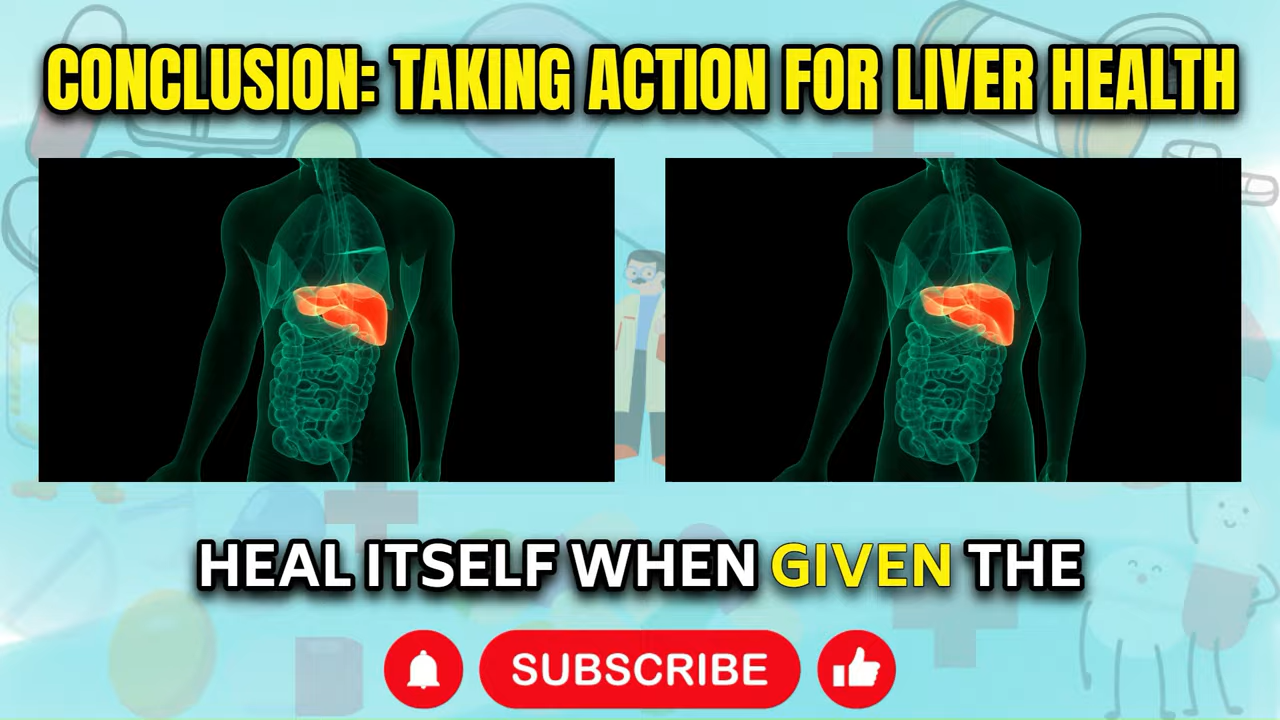 CONCLUSION: TAKING ACTION FOR LIVER HEALTH
HEAL ITSELF WHEN GIVEN THE
SUBSCRIBE